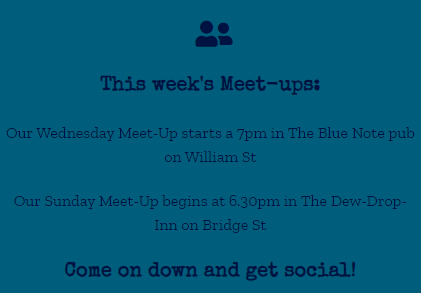 This week's Meet-ups:
Our Wednesday Meet-Up starts a 7pm in The Blue Note pub
on William St
Our Sunday Meet-Up begins at 6.30pm in The Dew-Drop-
Inn on Bridge St
Come on down and get social!